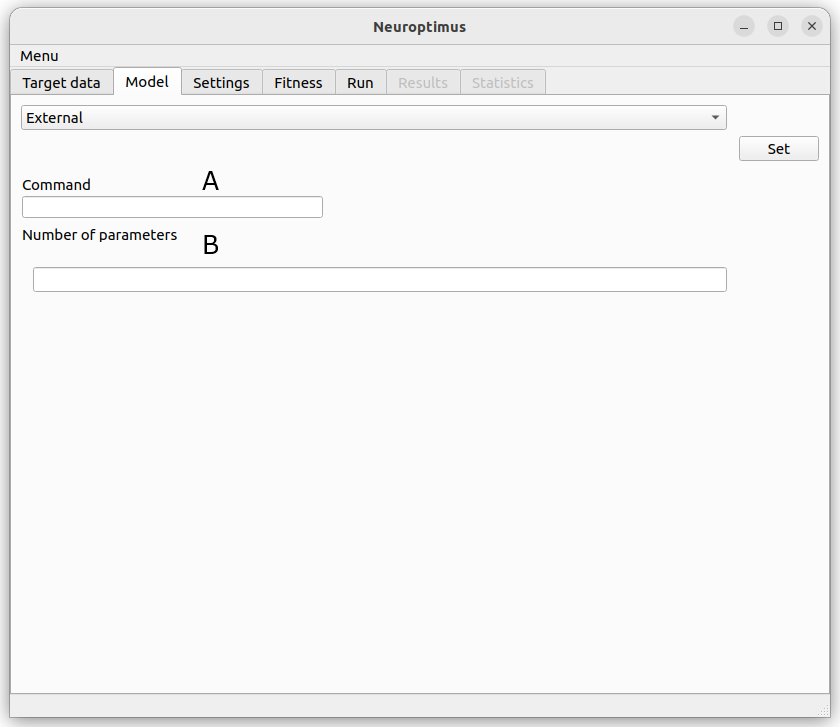 Neuroptimus
Menu
Target data Model Settings Fitness Run Results Statistics
External
Set
Command A
Number of parameters B